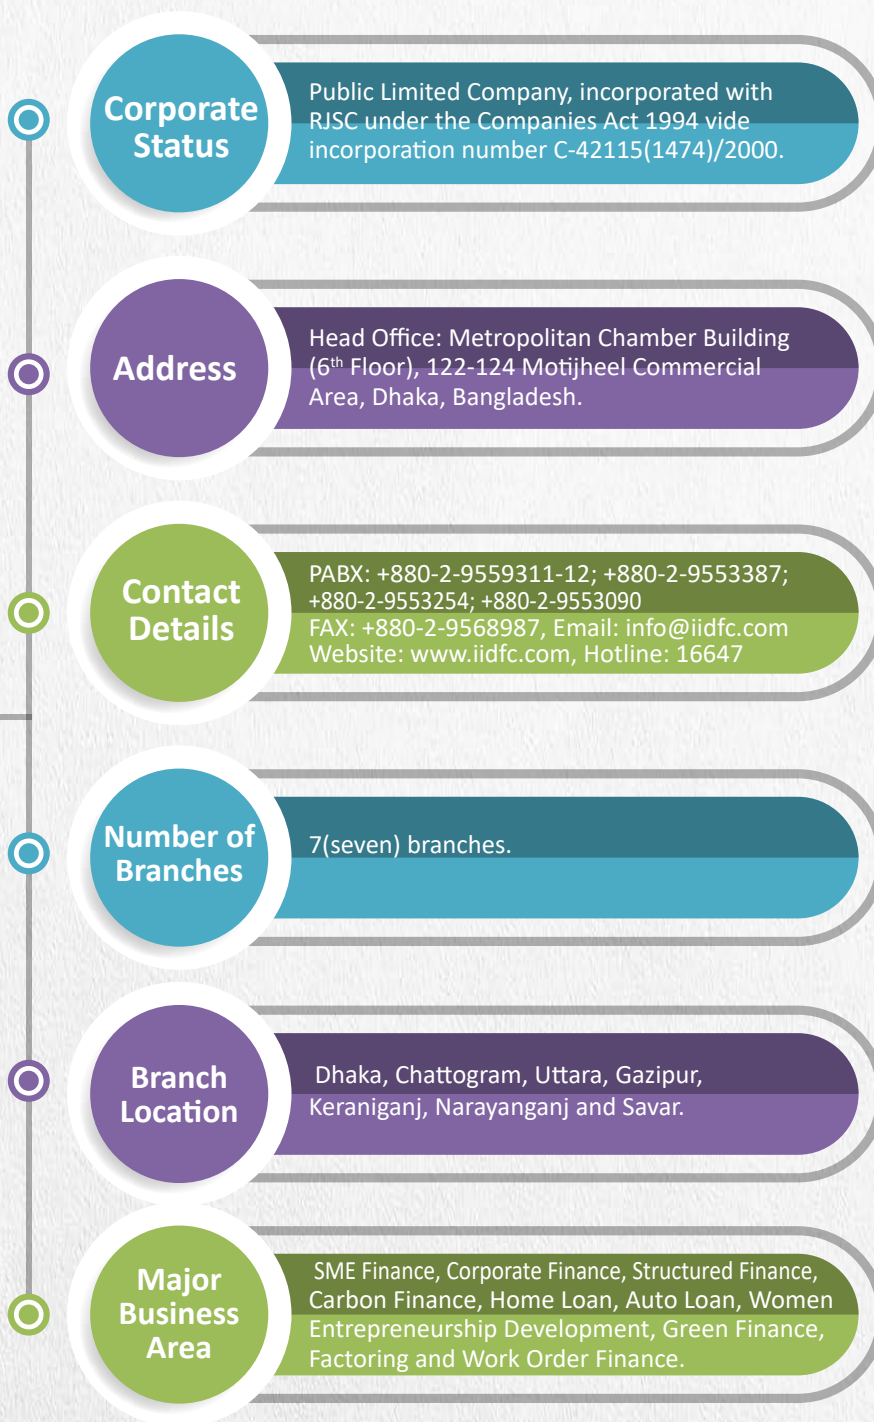 Corporate
Status
Public Limited Company, incorporated with
RJSC under the Companies Act 1994 vide
incorporation number C-42115(1474)/2000.
Address
Head Office: Metropolitan Chamber Building
(6th Floor), 122-124 Motijheel Commercial
Area, Dhaka, Bangladesh.
Contact
Details
PABX: +880-2-9559311-12; +880-2-9553387;
+880-2-9553254; +880-2-9553090
FAX: +880-2-9568987, Email: info@iidfc.com
Website: www.iidfc.com, Hotline: 16647
Number of
Branches
7(seven) branches.
Branch
Location
Dhaka, Chattogram, Uttara, Gazipur,
Keraniganj, Narayanganj and Savar.
Major
Business
Area
SME Finance, Corporate Finance, Structured Finance,
Carbon Finance, Home Loan, Auto Loan, Women
Entrepreneurship Development, Green Finance,
Factoring and Work Order Finance.